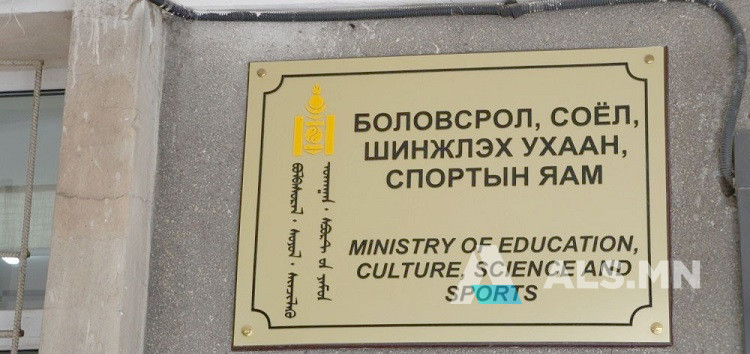 БОЛОВСРОЛ, СОЁЛ,
ШИНЖЛЭХ УХААН,
СПОРТЫН ЯАМ
MINISTRY OF EDUCATION,
CULTURE, SCIENCE AND
SPORTS
ALS.MN